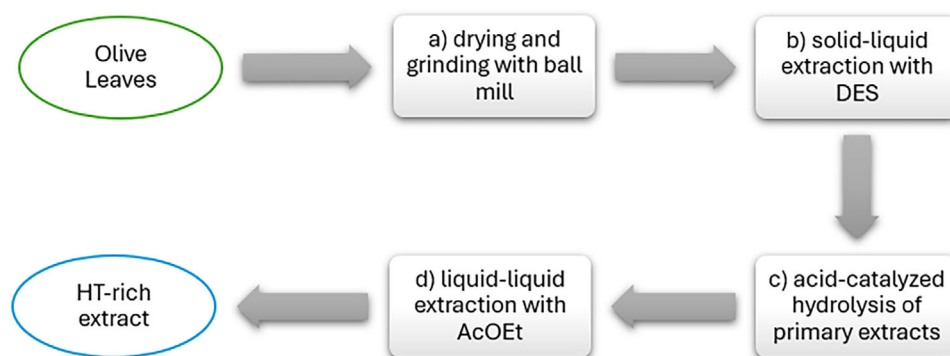 Olive
Leaves
a) drying and
grinding with ball
mill
b) solid-liquid
extraction with
DES
c) acid-catalyzed
hydrolysis of
primary extracts
d) liquid-liquid
extraction with
AcOEt
HT-rich
extract